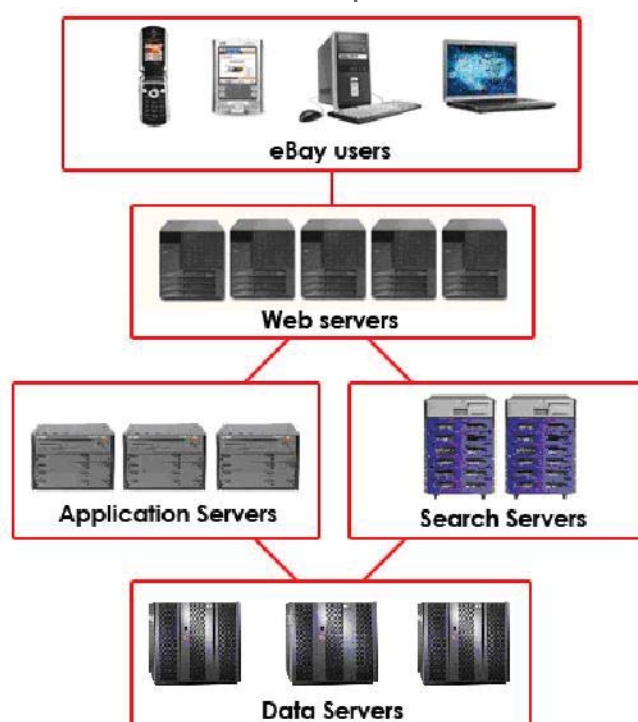 eBay users
Web servers
Application Servers
Search Servers
Data Servers